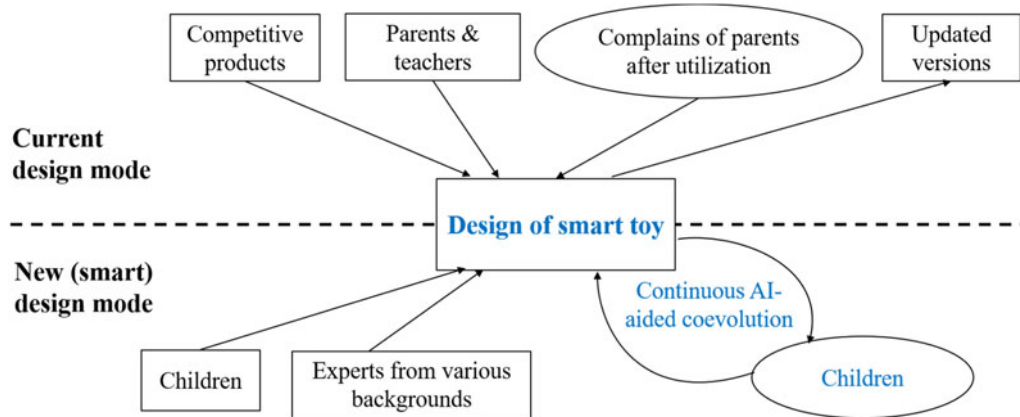 Competitive
products
Parents &
teachers
Complains of parents
after utilization
Updated
versions
Current
design mode
Design of smart toy
New (smart)
design mode
Continuous AI-
aided coevolution
Children
Experts from various
backgrounds
Children